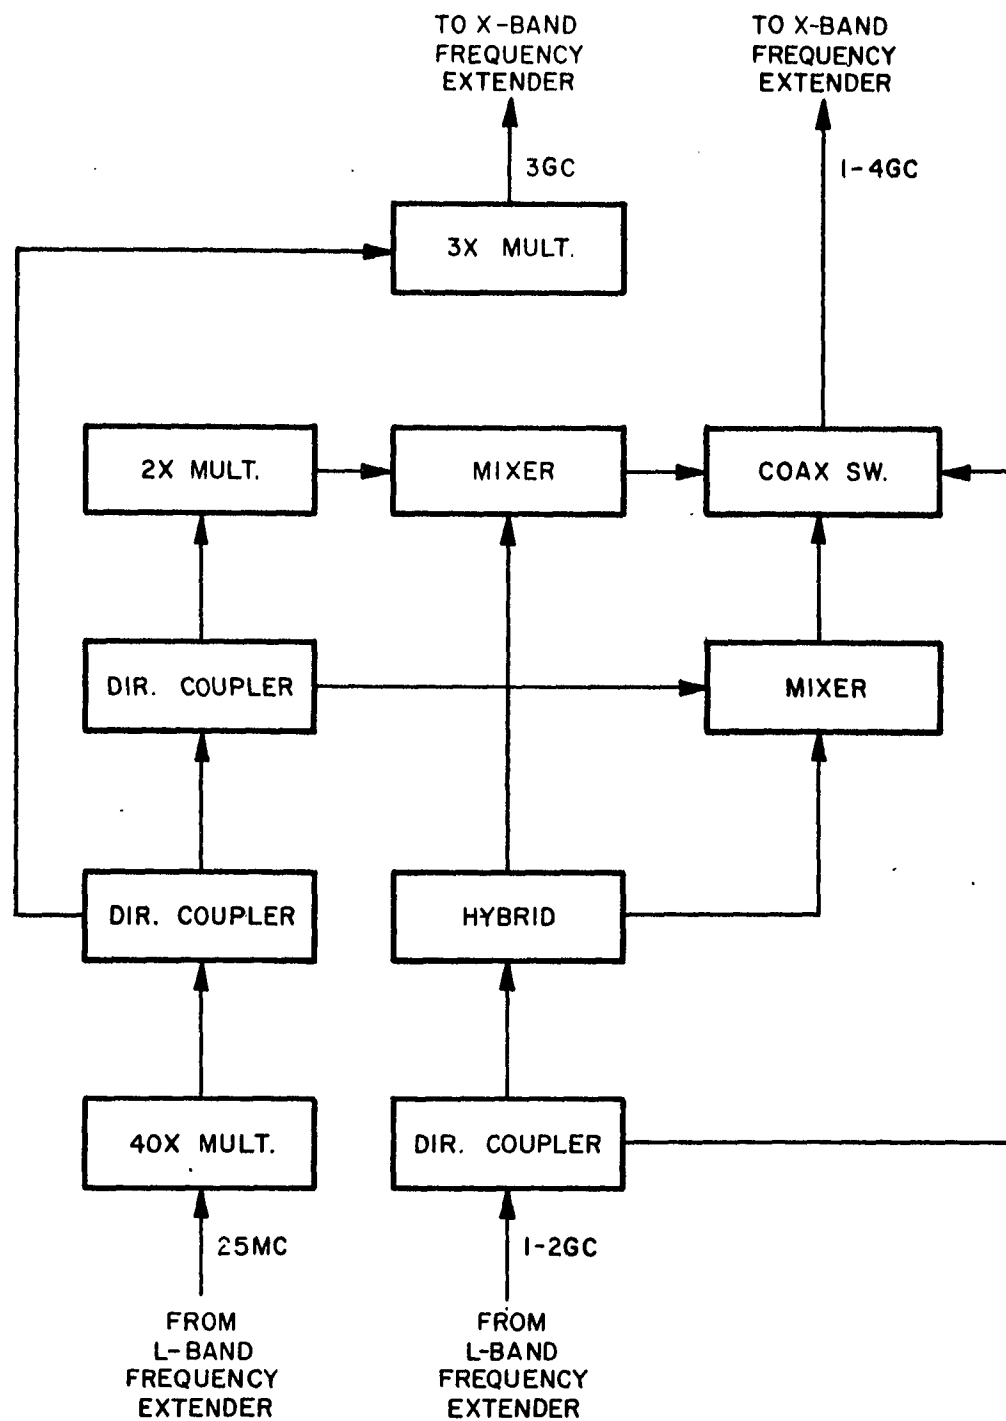 TO X-BAND
FREQUENCY
EXTENDER
TO X-BAND
FREQUENCY
EXTENDER
3GC
1-4GC
3X MULT.
2X MULT.
MIXER
COAX SW.
DIR. COUPLER
MIXER
DIR. COUPLER
HYBRID
40X MULT.
DIR. COUPLER
25MC
1-2GC
FROM
L-BAND
FREQUENCY
EXTENDER
FROM
L-BAND
FREQUENCY
EXTENDER